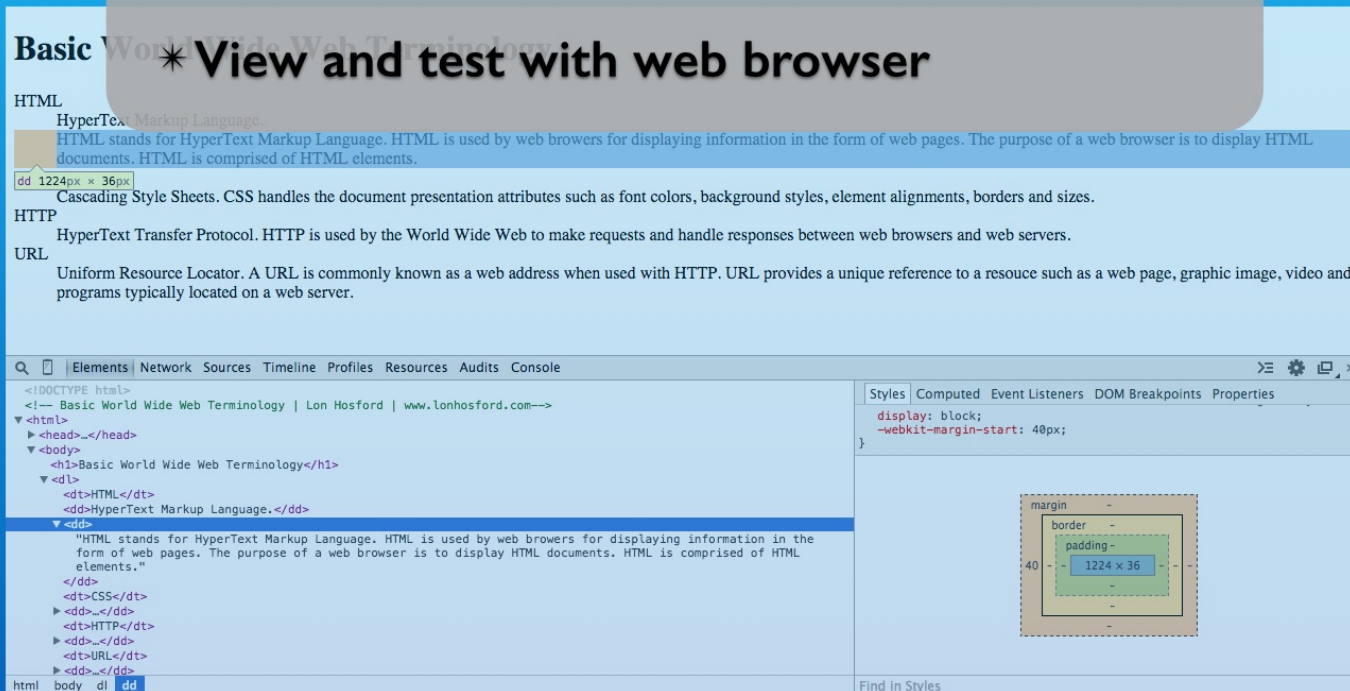 Basic World Wide Web Terminology
✴View and test with web browser
HTML
HyperText Markup Language.
HTML stands for HyperText Markup Language. HTML is used by web browers for displaying information in the form of web pages. The purpose of a web browser is to display HTML
documents. HTML is comprised of HTML elements.
dd 1224px × 36px
Cascading Style Sheets. CSS handles the document presentation attributes such as font colors, background styles, element alignments, borders and sizes.
HTTP
HyperText Transfer Protocol. HTTP is used by the World Wide Web to make requests and handle responses between web browsers and web servers.
URL
Uniform Resource Locator. A URL is commonly known as a web address when used with HTTP. URL provides a unique reference to a resouce such as a web page, graphic image, video and
programs typically located on a web server.
Elements Network Sources Timeline Profiles Resources Audits Console
<!DOCTYPE html>
<!-- Basic World Wide Web Terminology | Lon Hosford | www.lonhosford.com-->
▼<html>
▶<head>…</head>
▼<body>
<h1>Basic World Wide Web Terminology</h1>
▼<dl>
<dt>HTML</dt>
<dd>HyperText Markup Language.</dd>
▼<dd>
"HTML stands for HyperText Markup Language. HTML is used by web browers for displaying information in the
form of web pages. The purpose of a web browser is to display HTML documents. HTML is comprised of HTML
elements."
</dd>
<dt>CSS</dt>
▶<dd>…</dd>
<dt>HTTP</dt>
▶<dd>…</dd>
<dt>URL</dt>
▶<dd>…</dd>
html body dl dd
Styles Computed Event Listeners DOM Breakpoints Properties
display: block;
-webkit-margin-start: 40px;
}
margin -
border -
padding -
40 - - 1224 × 36 - - -
-
-
-
Find in Styles